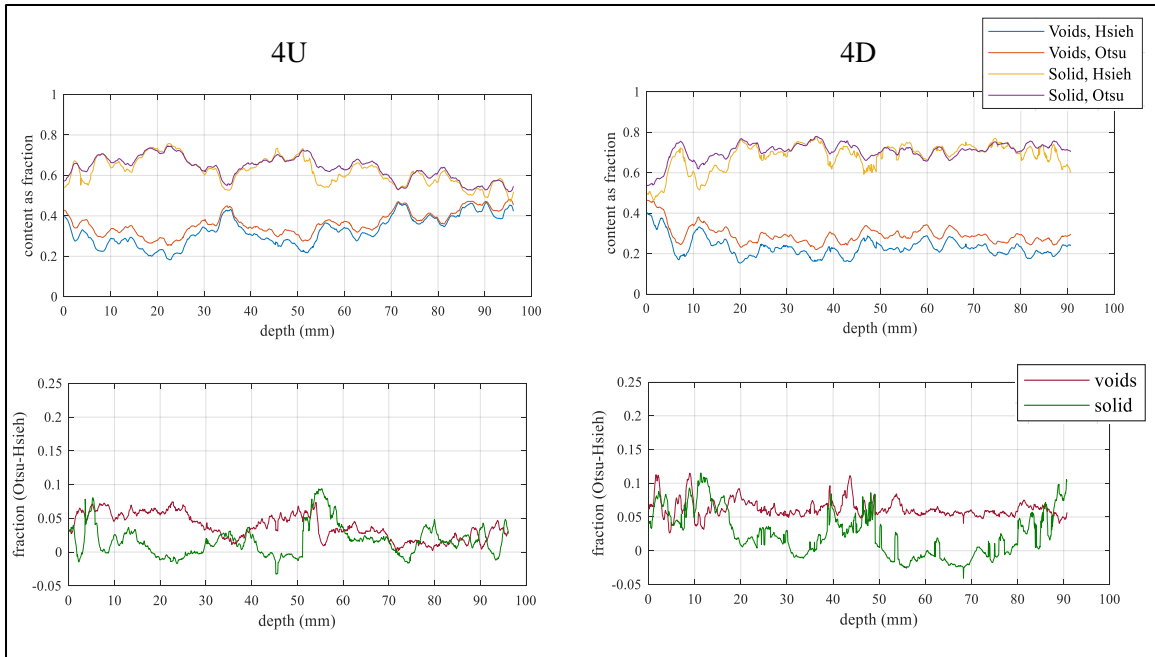 4U
4D
Voids, Hsieh
Voids, Otsu
Solid, Hsieh
Solid, Otsu
content as fraction
1
0.8
0.6
0.4
0.2
0
0 10 20 30 40 50 60 70 80 90 100
depth (mm)
content as fraction
1
0.8
0.6
0.4
0.2
0
0 10 20 30 40 50 60 70 80 90 100
depth (mm)
fraction (Otsu-Hsieh)
0.25
0.2
0.15
0.1
0.05
0
-0.05
0 10 20 30 40 50 60 70 80 90 100
depth (mm)
voids
solid
fraction (Otsu-Hsieh)
0.25
0.2
0.15
0.1
0.05
0
-0.05
0 10 20 30 40 50 60 70 80 90 100
depth (mm)